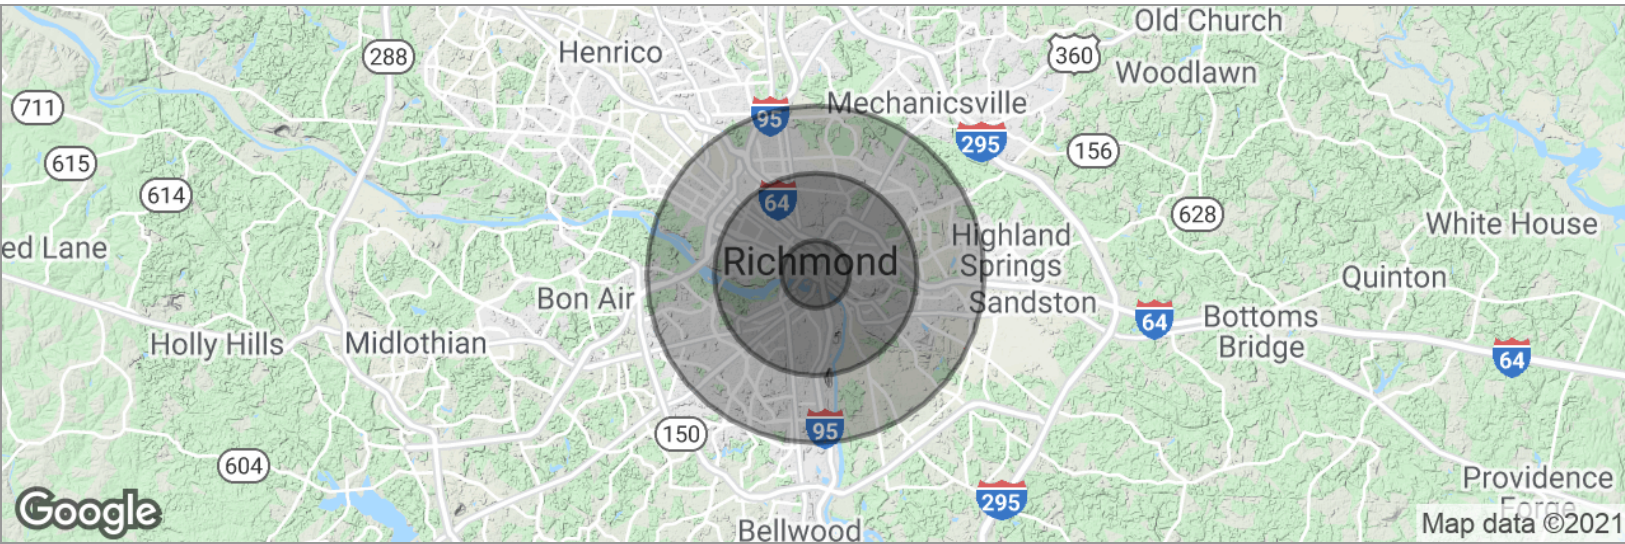 Old Church
Henrico
360
288
Woodlawn
711
Mechanicsville
95
295
156
615
614
64
628
White House
ed Lane
Highland
Springs
Richmond
Quinton
Bon Air
Sandston
64
Bottoms
Bridge
Holly Hills
Midlothian
64
95
150
604
Providence
Forge
295
Google
Map data ©2021
Bellwood